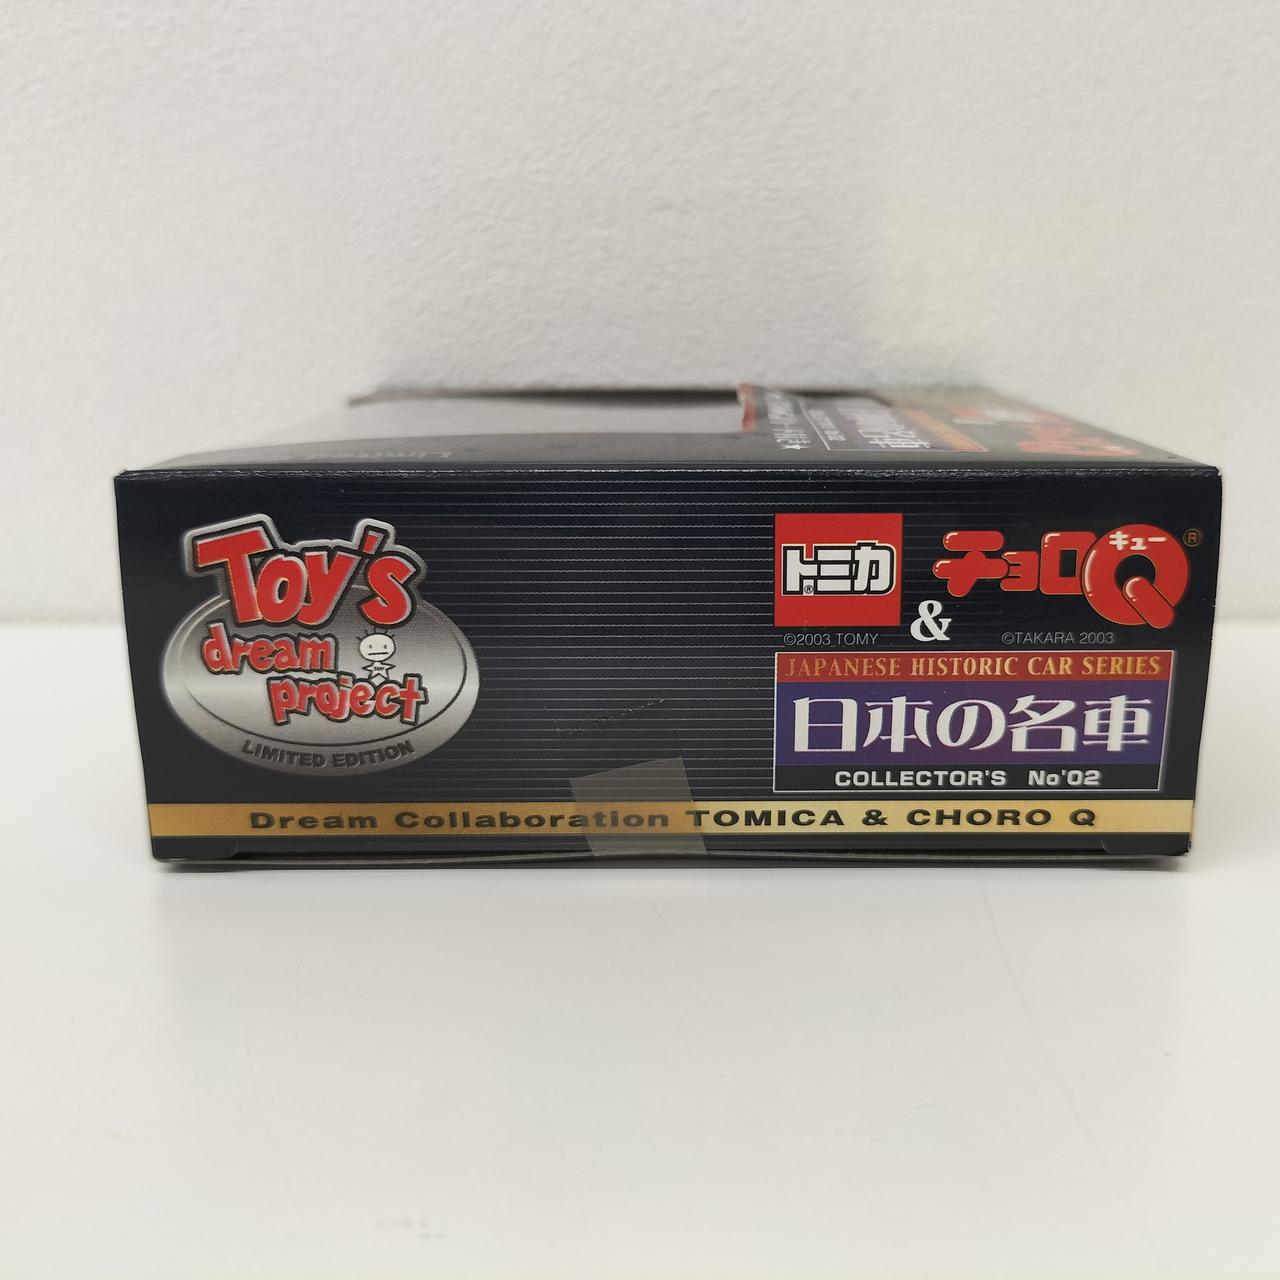 Limited
Toy's
dream
project
LIMITED EDITION
トミカ
®
©2003 TOMY
&
チョロQ
キュー
®
©TAKARA 2003
JAPANESE HISTORIC CAR SERIES
日本の名車
COLLECTOR'S No'02
Dream Collaboration TOMICA & CHORO Q